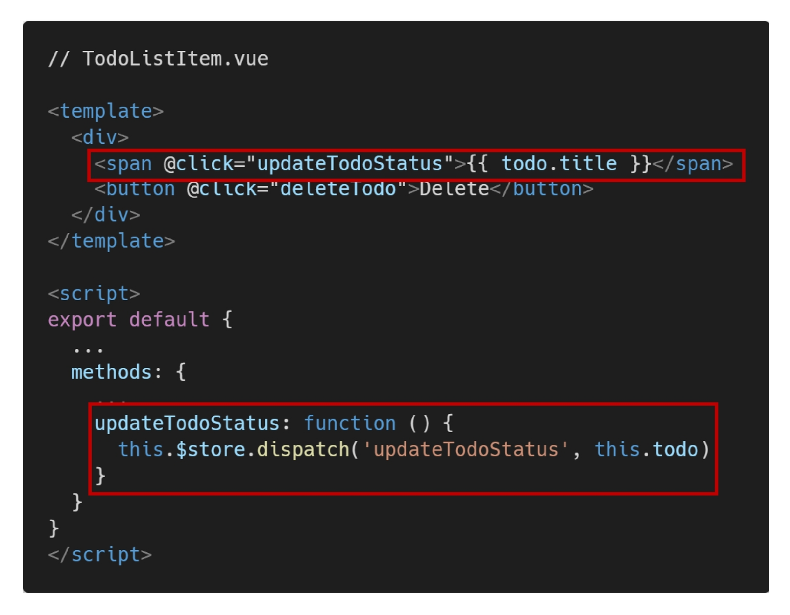 // TodoListItem.vue
<template>
<div>
<span @click="updateTodoStatus">{{ todo.title }}</span>
<button @click="deleteTodo">Delete</button>
</div>
</template>
<script>
export default {
...
methods: {
...
updateTodoStatus: function () {
this.$store.dispatch('updateTodoStatus', this.todo)
}
}
}
</script>